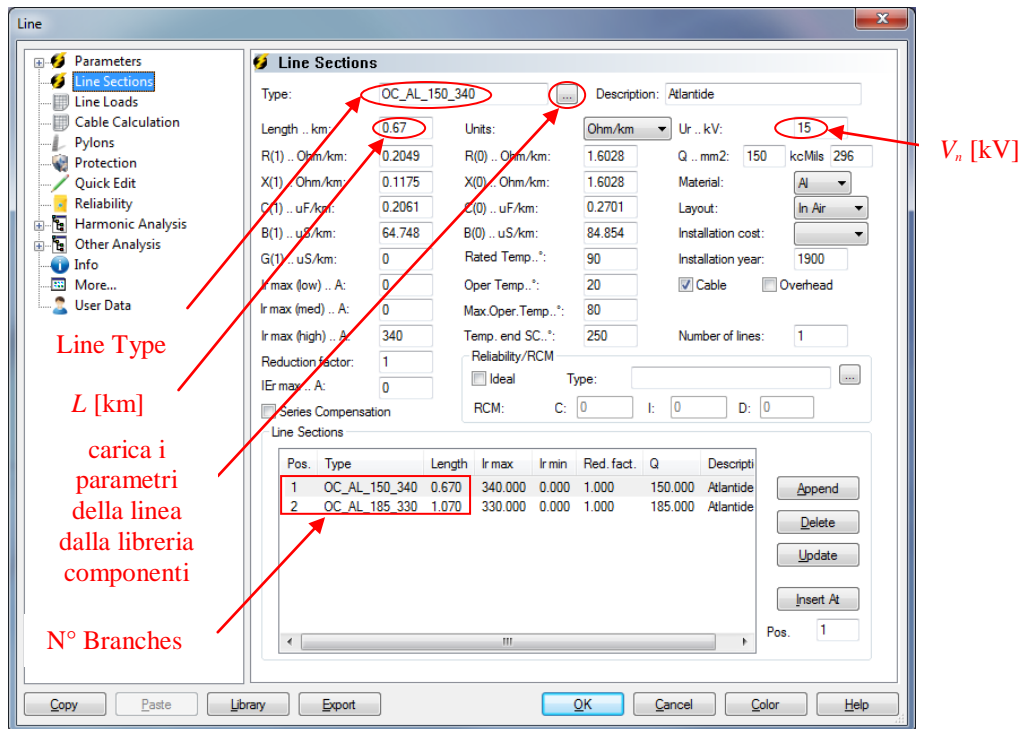 Line
x
Parameters
Line Sections
Line Loads
Cable Calculation
Pylons
Protection
Quick Edit
Reliability
Harmonic Analysis
Other Analysis
Info
More...
User Data
Line Type
L [km]
carica i
parametri
della linea
dalla libreria
componenti
N° Branches
Line Sections
Type: OC_AL_150_340 ... Description: Atlantide
Length .. km: 0.67 Units: Ohm/km Ur .. kV: 15
R(1) .. Ohm/km: 0.2049 R(0) .. Ohm/km: 1.6028 Q .. mm2: 150 kcMils 296
X(1) .. Ohm/km: 0.1175 X(0) .. Ohm/km: 1.6028 Material: Al
C(1) .. uF/km: 0.2061 C(0) .. uF/km: 0.2701 Layout: In Air
B(1) .. uS/km: 64.748 B(0) .. uS/km: 84.854 Installation cost:
G(1) .. uS/km: 0 Rated Temp..°: 90 Installation year: 1900
Ir max (low) .. A: 0 Oper Temp..°: 20 Cable Overhead
Ir max (med) .. A: 0 Max.Oper.Temp..°: 80
Ir max (high) .. A: 340 Temp. end SC..°: 250 Number of lines: 1
Reduction factor: 1 Reliability/RCM
IEr max .. A: 0 Ideal Type: ...
Series Compensation RCM: C: 0 I: 0 D: 0
Line Sections
Pos. Type Length Ir max Ir min Red. fact. Q Descripti
1 OC_AL_150_340 0.670 340.000 0.000 1.000 150.000 Atlantide
2 OC_AL_185_330 1.070 330.000 0.000 1.000 185.000 Atlantide
Append
Delete
Update
Insert At
Pos. 1
Copy Paste Library Export OK Cancel Color Help
Vn [kV]